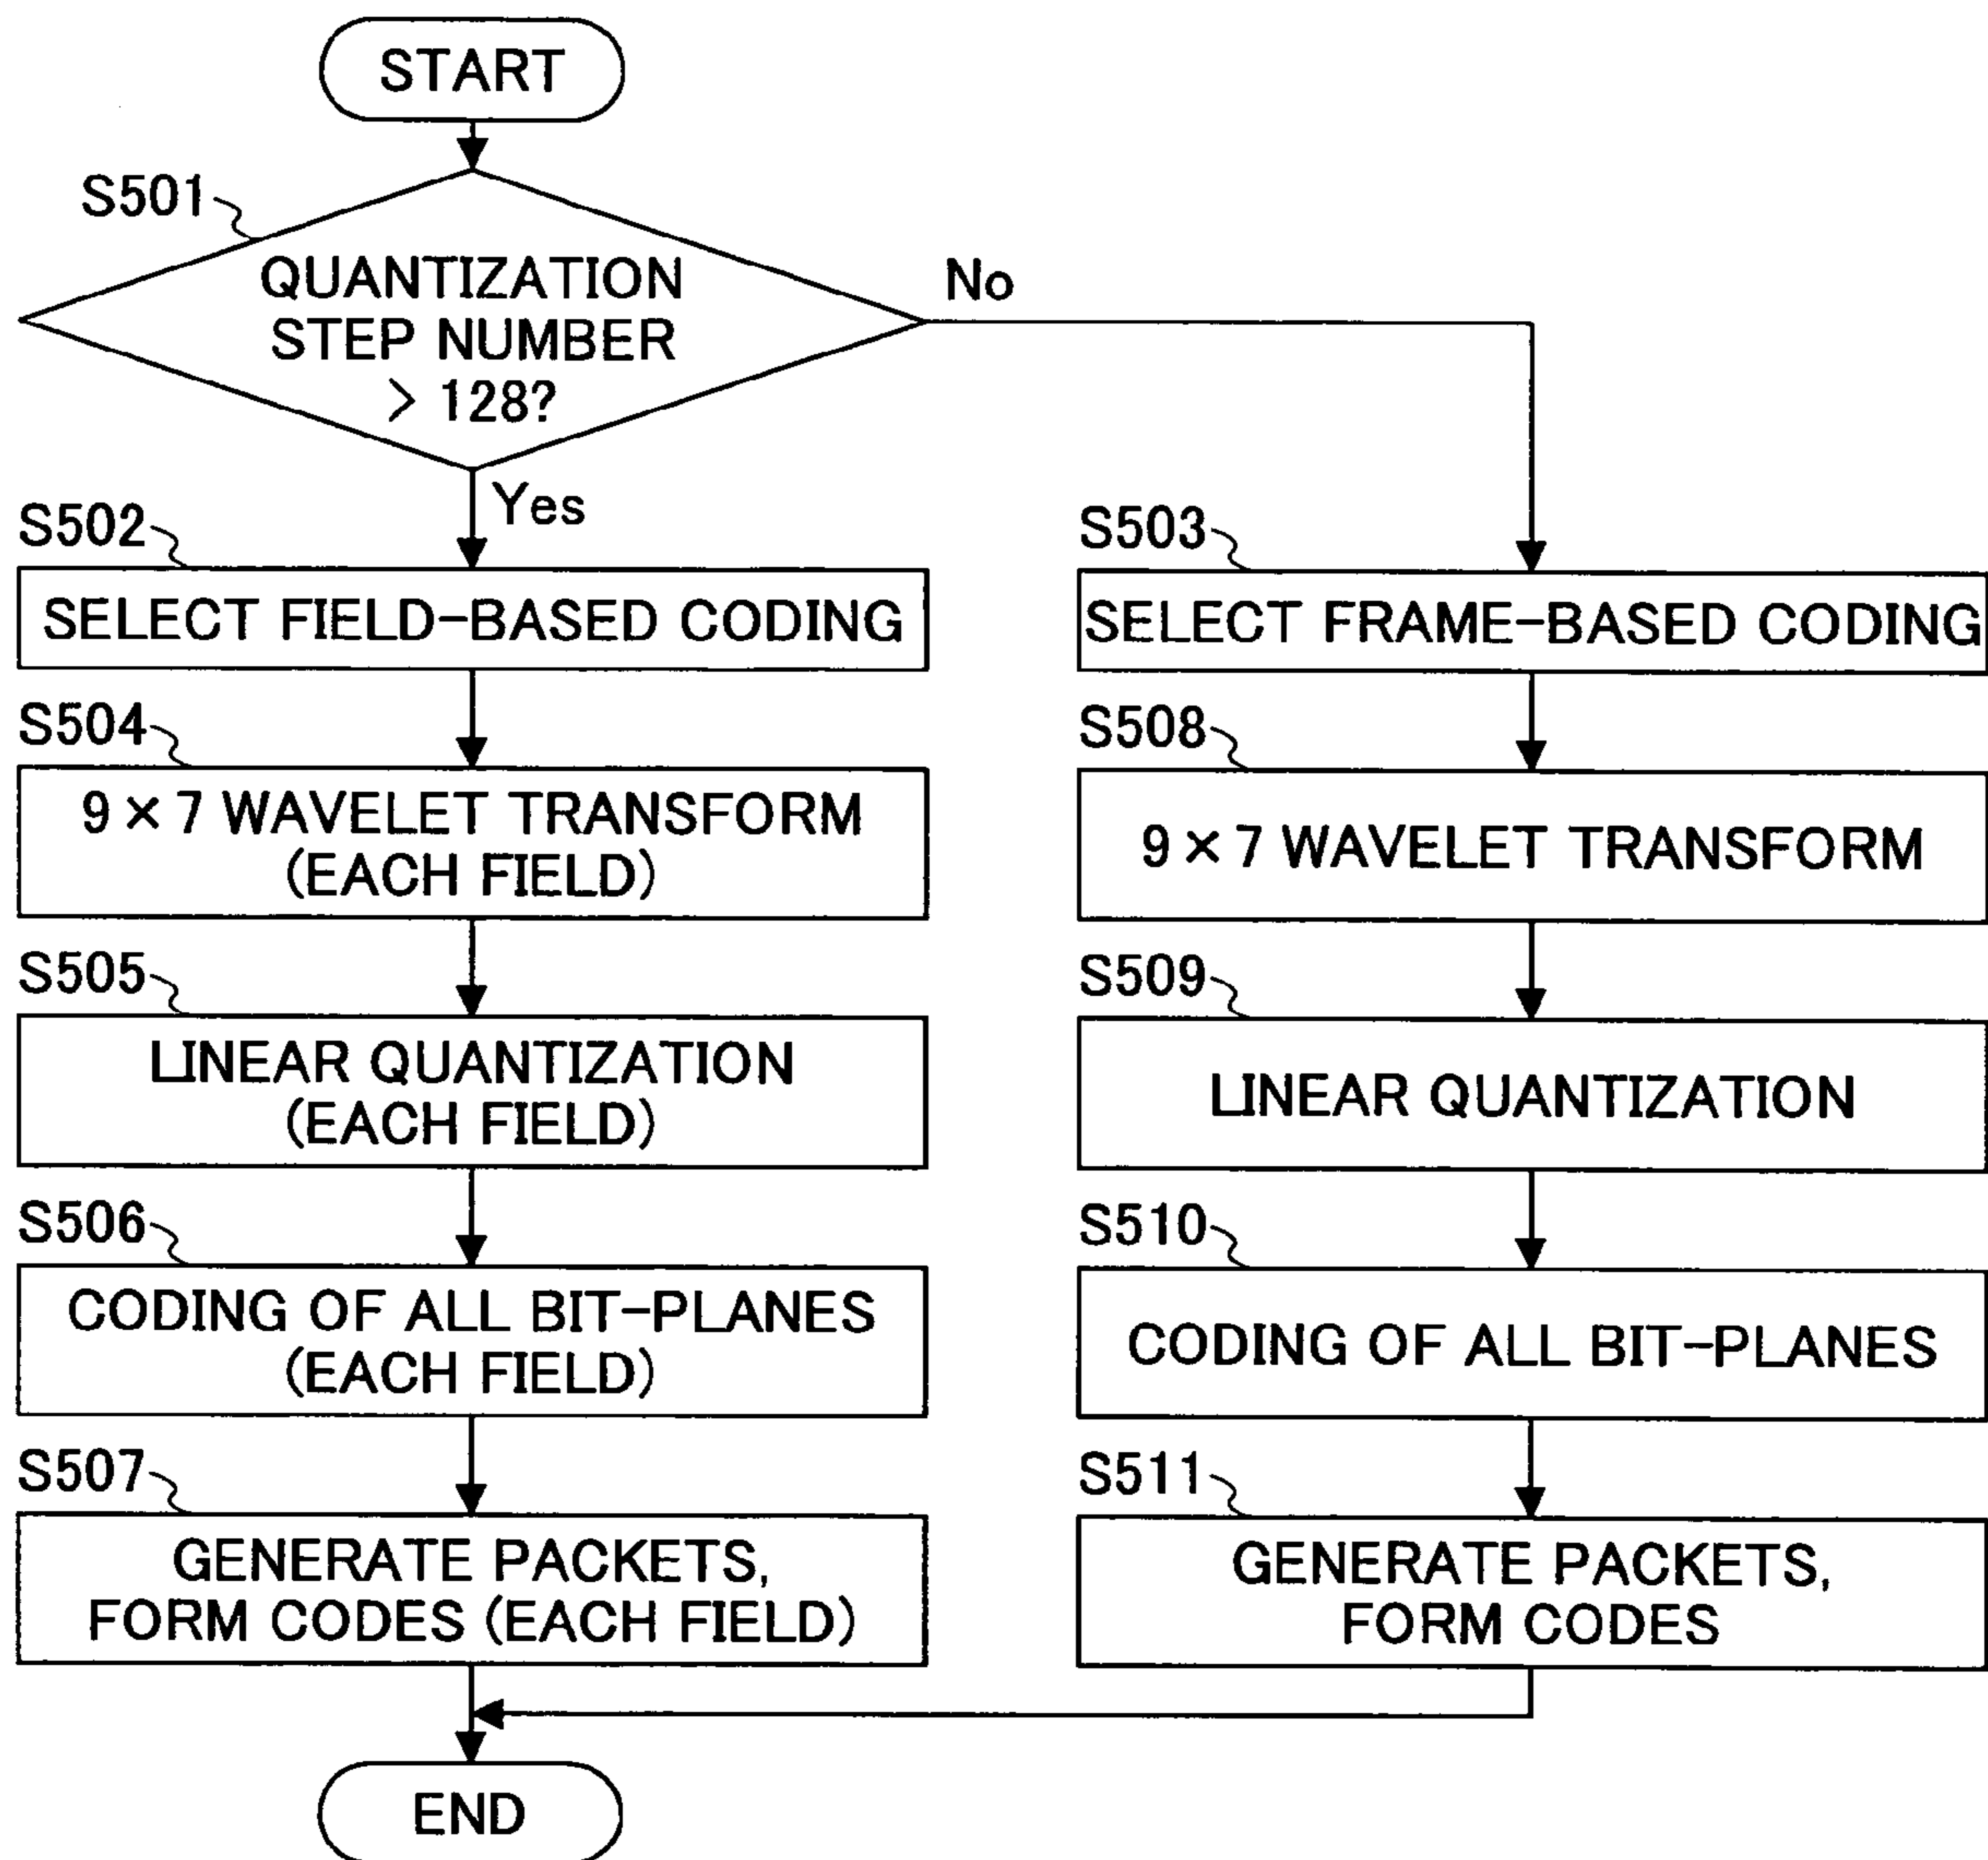 START
S501
QUANTIZATION
STEP NUMBER
> 128?
No
Yes
S502
SELECT FIELD-BASED CODING
S503
SELECT FRAME-BASED CODING
S504
9 × 7 WAVELET TRANSFORM
(EACH FIELD)
S508
9 × 7 WAVELET TRANSFORM
S505
LINEAR QUANTIZATION
(EACH FIELD)
S509
LINEAR QUANTIZATION
S506
CODING OF ALL BIT-PLANES
(EACH FIELD)
S510
CODING OF ALL BIT-PLANES
S507
GENERATE PACKETS,
FORM CODES (EACH FIELD)
S511
GENERATE PACKETS,
FORM CODES
END